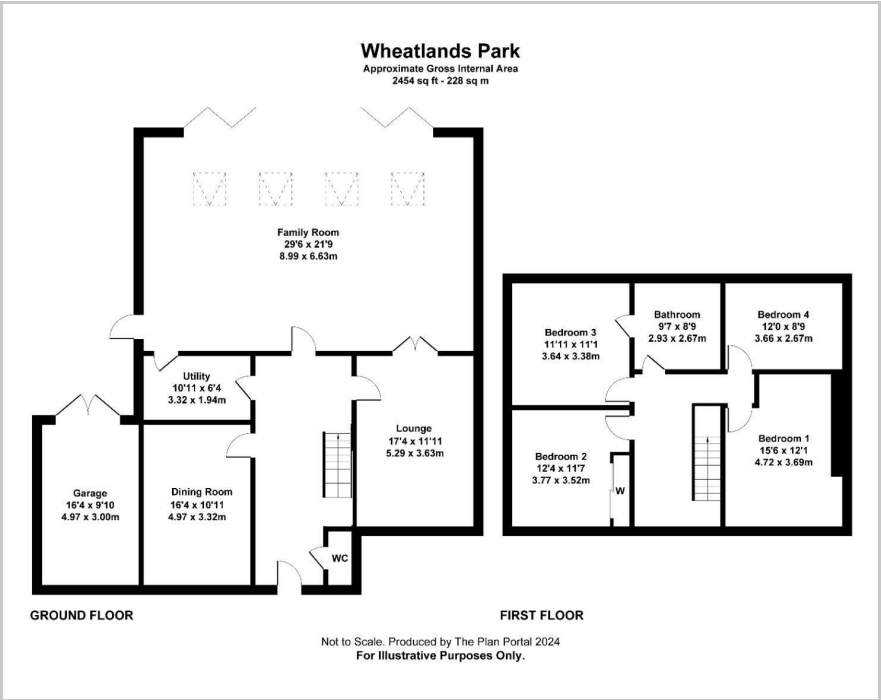 Wheatlands Park
Approximate Gross Internal Area
2454 sq ft - 228 sq m
Family Room
29'6 x 21'9
8.99 x 6.63m
Utility
10'11 x 6'4
3.32 x 1.94m
Lounge
17'4 x 11'11
5.29 x 3.63m
Garage
16'4 x 9'10
4.97 x 3.00m
Dining Room
16'4 x 10'11
4.97 x 3.32m
WC
GROUND FLOOR
Bedroom 3
11'11 x 11'1
3.64 x 3.38m
Bathroom
9'7 x 8'9
2.93 x 2.67m
Bedroom 4
12'0 x 8'9
3.66 x 2.67m
Bedroom 2
12'4 x 11'7
3.77 x 3.52m
W
Bedroom 1
15'6 x 12'1
4.72 x 3.69m
FIRST FLOOR
Not to Scale. Produced by The Plan Portal 2024
For Illustrative Purposes Only.